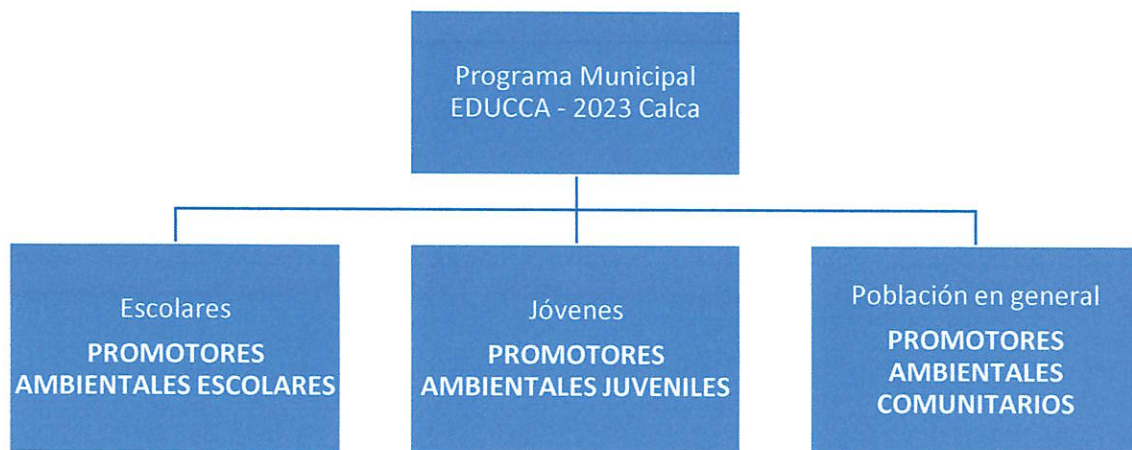 Programa Municipal
EDUCCA - 2023 Calca
Escolares
PROMOTORES
AMBIENTALES ESCOLARES
Jóvenes
PROMOTORES
AMBIENTALES JUVENILES
Población en general
PROMOTORES
AMBIENTALES
COMUNITARIOS